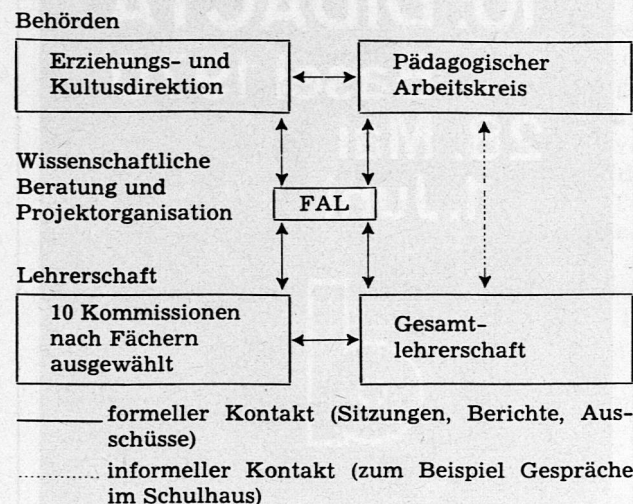 Behörden
Erziehungs- und
Kultusdirektion
Pädagogischer
Arbeitskreis
Wissenschaftliche
Beratung und
Projektorganisation
FAL
Lehrerschaft
10 Kommissionen
nach Fächern
ausgewählt
Gesamt-
lehrerschaft
formeller Kontakt (Sitzungen, Berichte, Aus-
schüsse)
informeller Kontakt (zum Beispiel Gespräche
im Schulhaus)